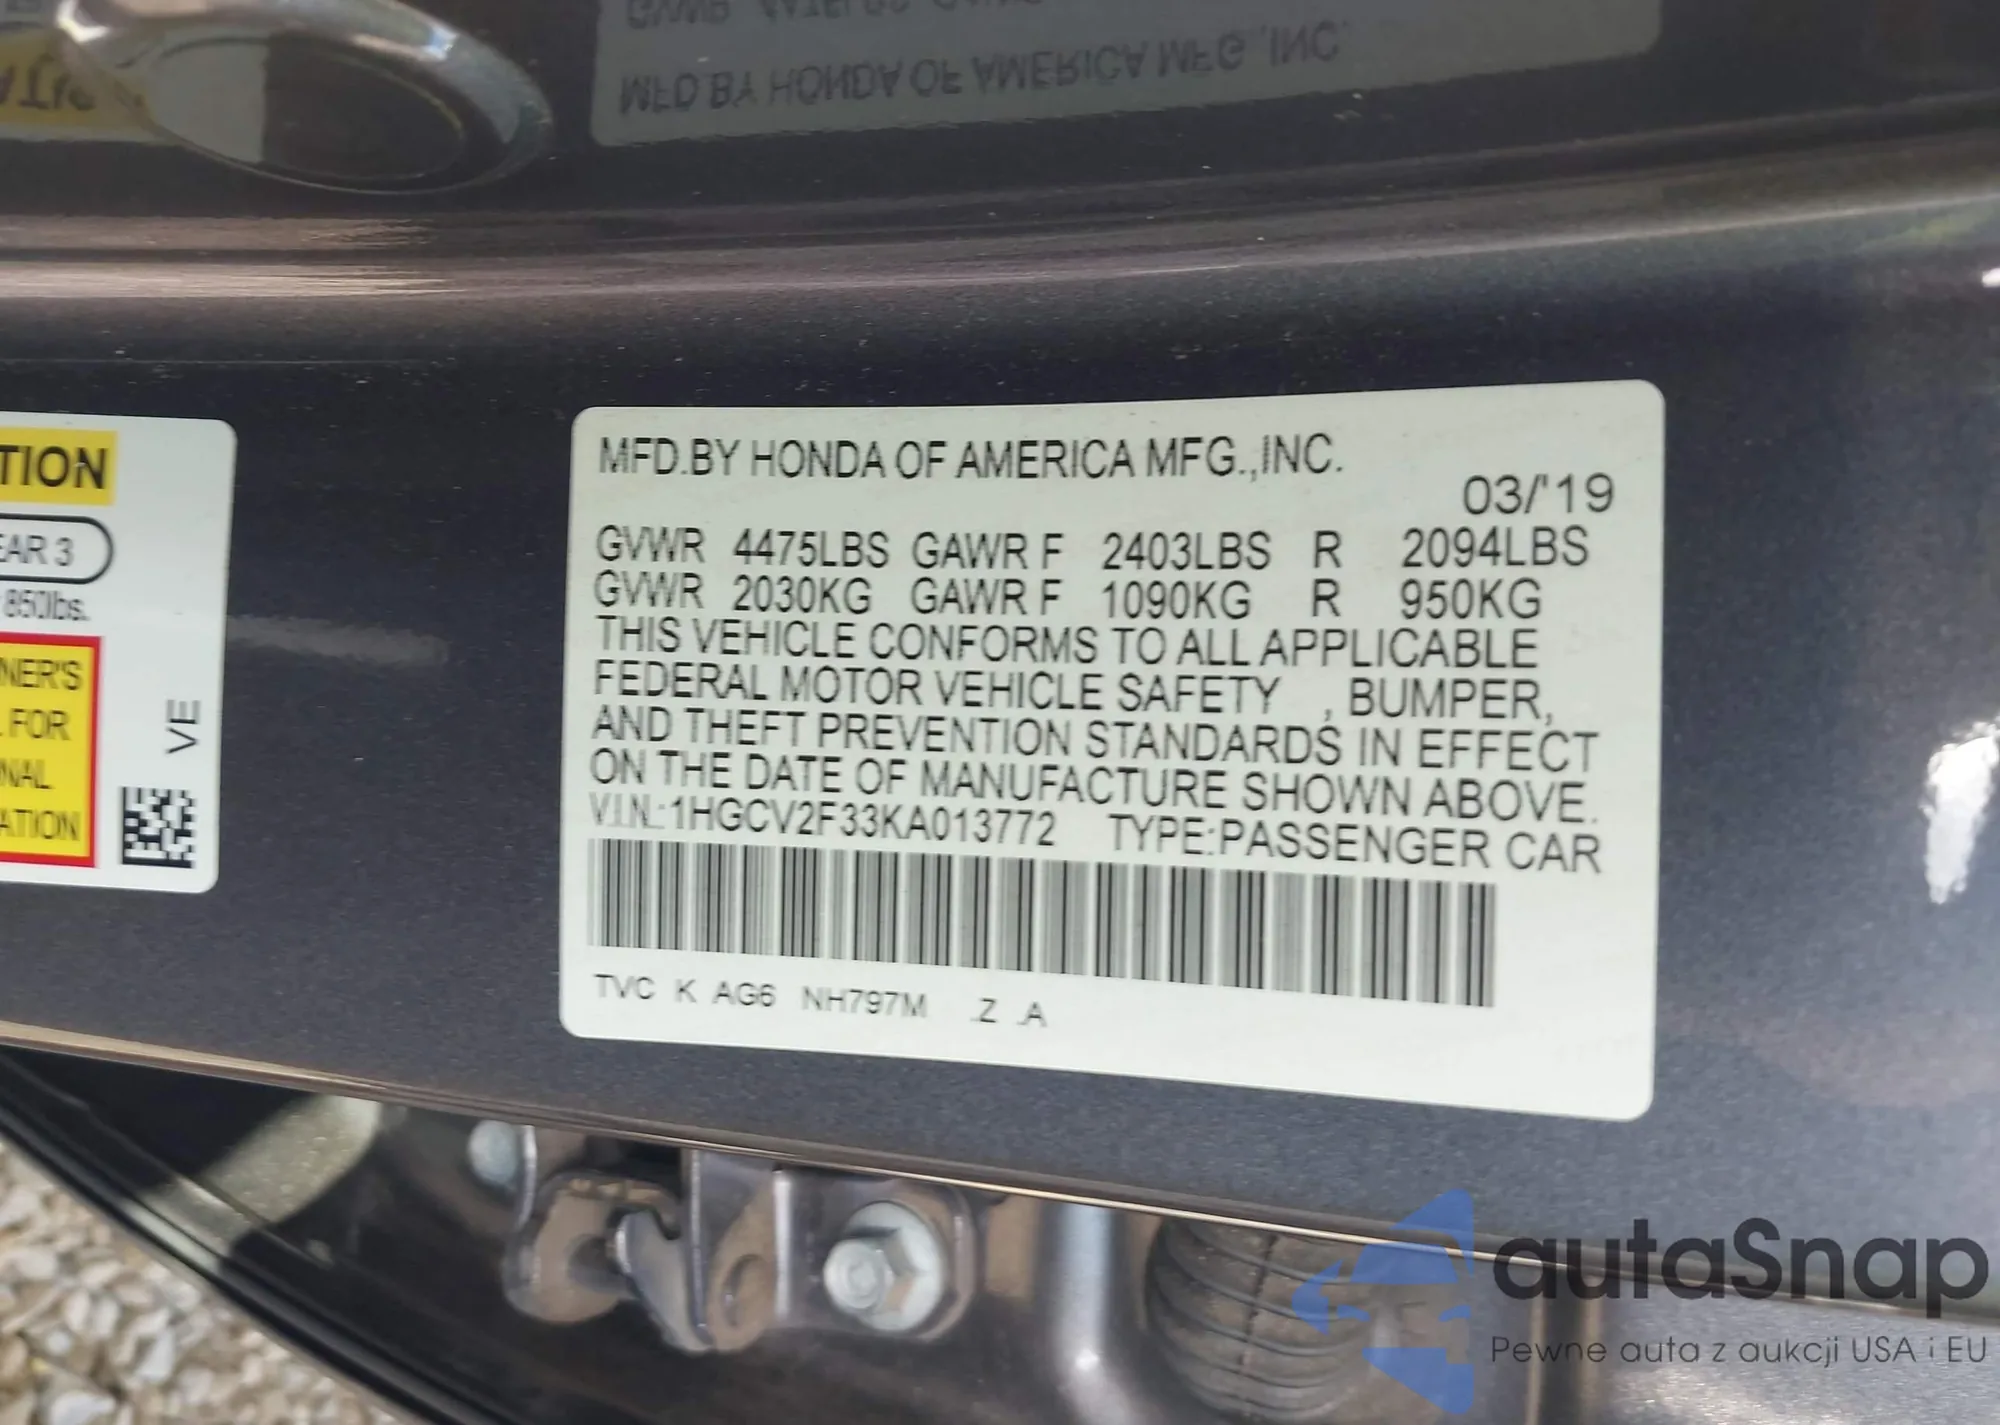 MFD.BY HONDA OF AMERICA MFG.,INC.
TION
EAR 3
850lbs.
NER'S
FOR
NAL
ATION
VE
MFD.BY HONDA OF AMERICA MFG.,INC.
03/'19
GVWR 4475LBS GAWR F 2403LBS R 2094LBS
GVWR 2030KG GAWR F 1090KG R 950KG
THIS VEHICLE CONFORMS TO ALL APPLICABLE
FEDERAL MOTOR VEHICLE SAFETY , BUMPER,
AND THEFT PREVENTION STANDARDS IN EFFECT
ON THE DATE OF MANUFACTURE SHOWN ABOVE.
V.I.N.:1HGCV2F33KA013772 TYPE:PASSENGER CAR
TVC K AG6 NH797M .Z .A
autaSnap
Pewne auta z aukcji USA i EU